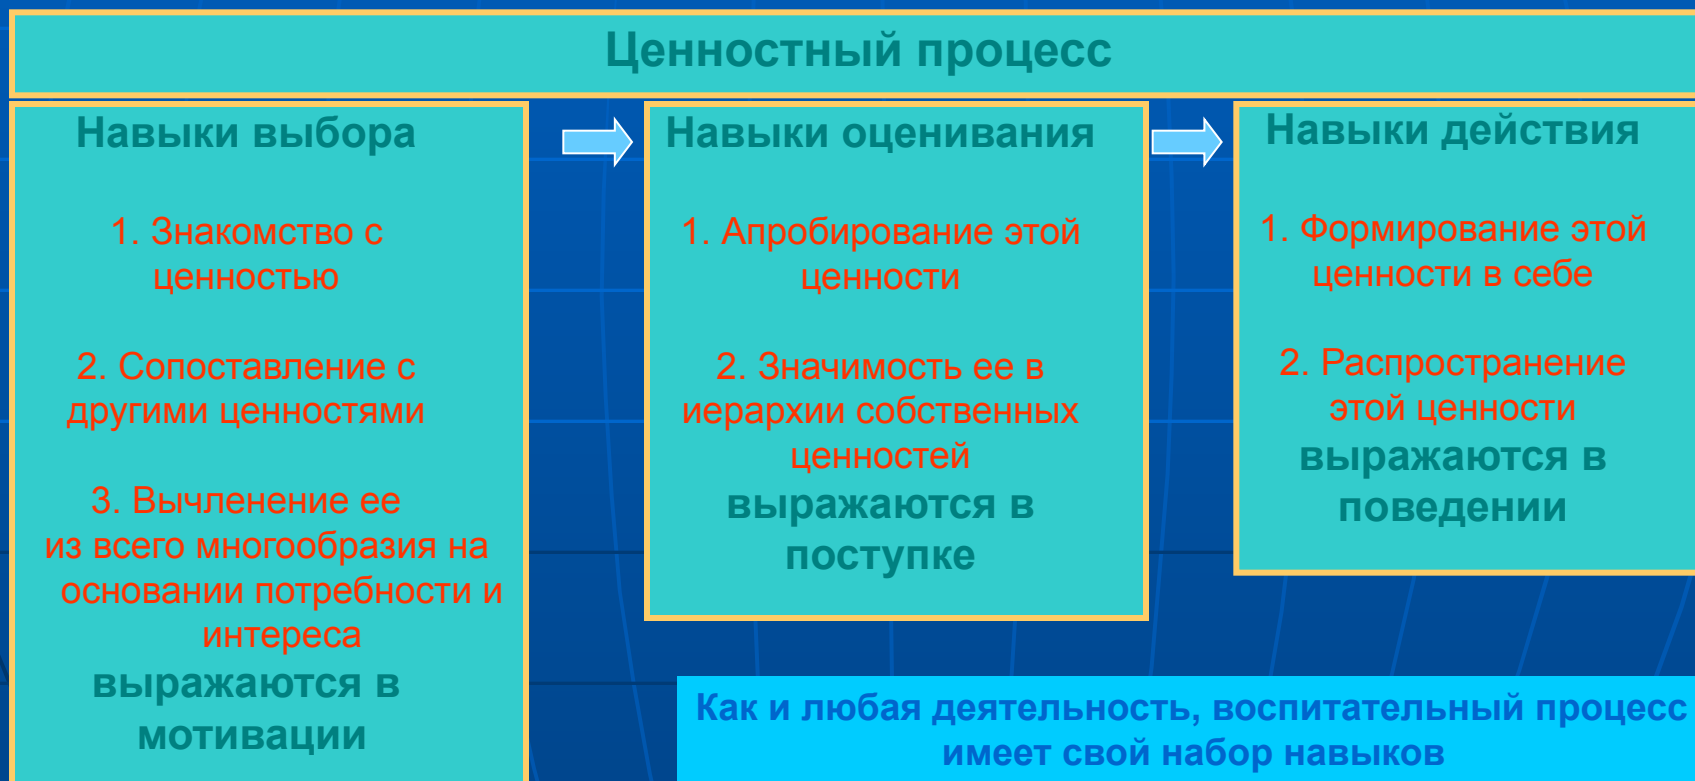 Ценностный процесс
Навыки выбора
1. Знакомство с
ценностью
2. Сопоставление с
другими ценностями
3. Вычленение ее
из всего многообразия на
основании потребности и
интереса
выражаются в
мотивации
Навыки оценивания
1. Апробирование этой
ценности
2. Значимость ее в
иерархии собственных
ценностей
выражаются в
поступке
Навыки действия
1. Формирование этой
ценности в себе
2. Распространение
этой ценности
выражаются в
поведении
Как и любая деятельность, воспитательный процесс
имеет свой набор навыков